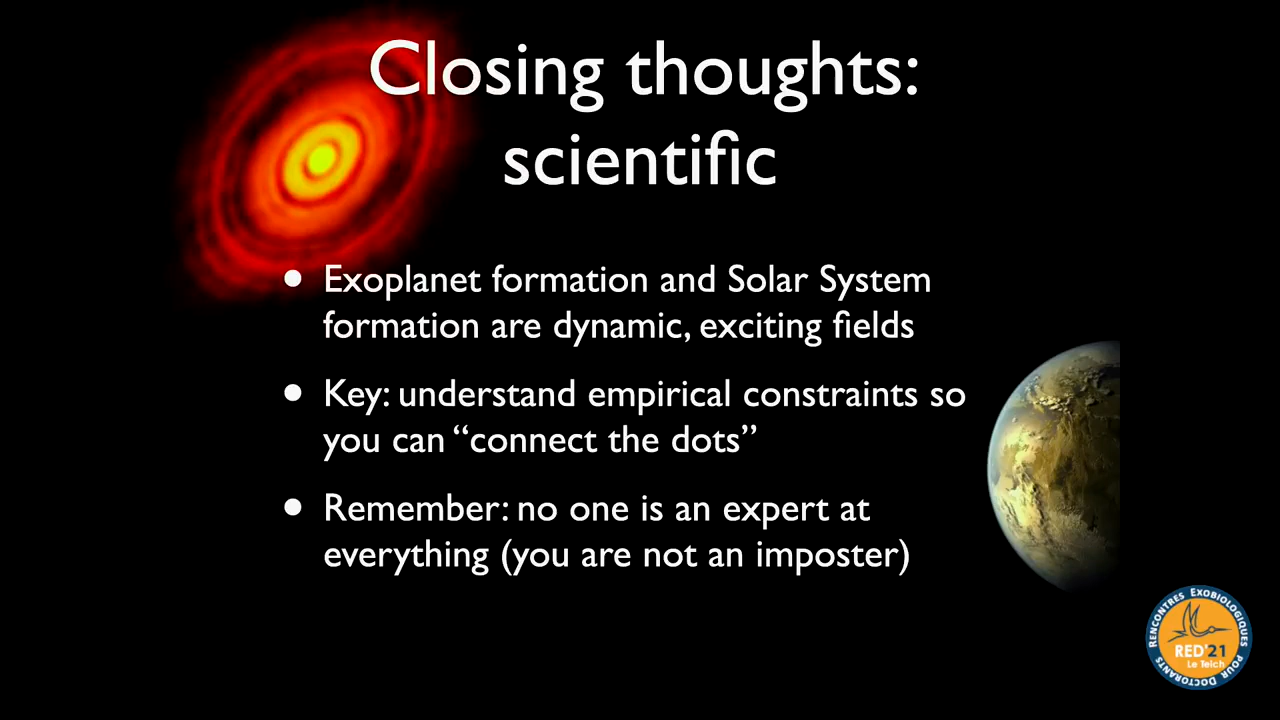 Closing thoughts:
scientific
• Exoplanet formation and Solar System
formation are dynamic, exciting fields
• Key: understand empirical constraints so
you can “connect the dots”
• Remember: no one is an expert at
everything (you are not an imposter)
RENCONTRES EXOBIOLOGIQUES POUR DOCTORANTS
RED'21
Le Teich